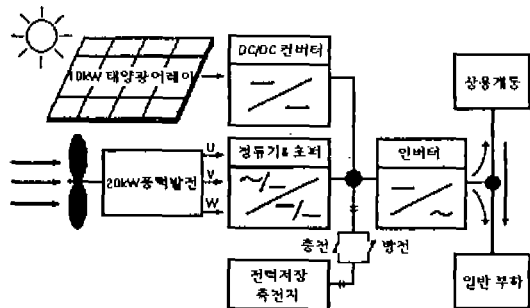 DC/DC 컨버터
10kW 태양광어레이
상용계통
정류기& 초퍼
인버터
U
V
W
20kW풍력발전
충전
방전
전력저장
축전지
일반 부하